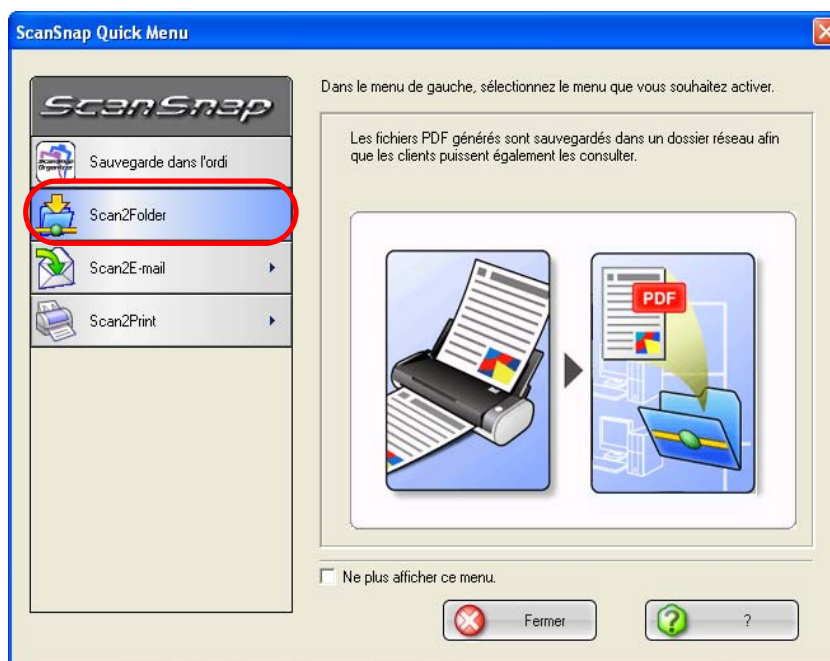 ScanSnap Quick Menu
ScanSnap
Sauvegarde dans l'ordi
Scan2Folder
Scan2E-mail
Scan2Print
Dans le menu de gauche, sélectionnez le menu que vous souhaitez activer.
Les fichiers PDF générés sont sauvegardés dans un dossier réseau afin
que les clients puissent également les consulter.
PDF
Ne plus afficher ce menu.
Fermer
?